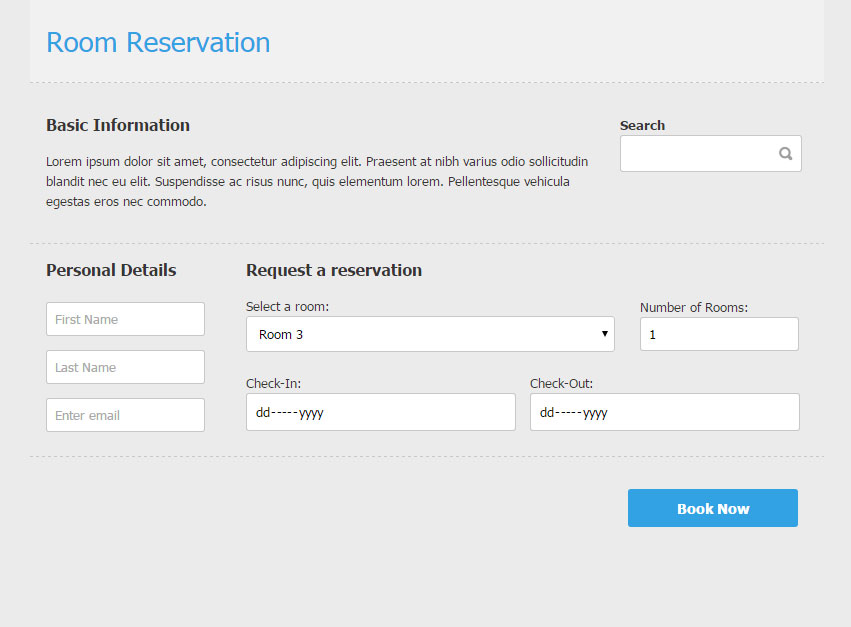 Room Reservation
Basic Information
Search
Lorem ipsum dolor sit amet, consectetur adipiscing elit. Praesent at nibh varius odio sollicitudin
blandit nec eu elit. Suspendisse ac risus nunc, quis elementum lorem. Pellentesque vehicula
egestas eros nec commodo.
Personal Details
First Name
Last Name
Enter email
Request a reservation
Select a room:
Room 3
Number of Rooms:
1
Check-In:
dd-----yyyy
Check-Out:
dd-----yyyy
Book Now